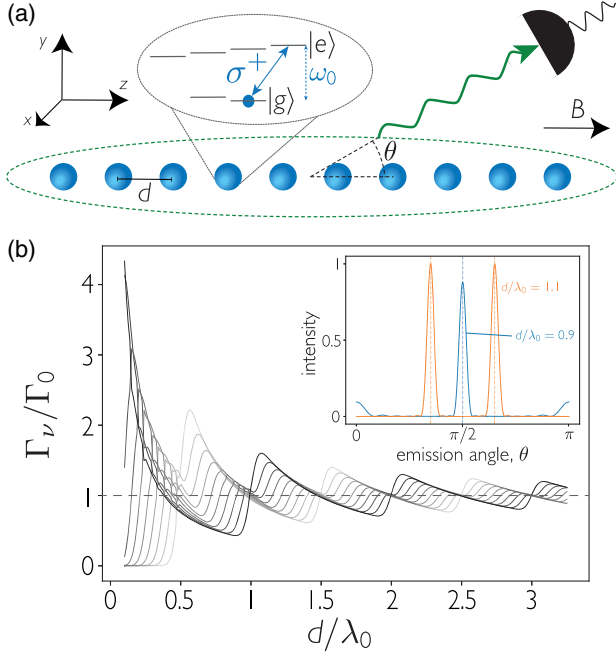 (a)
y
z
x
|e⟩
σ⁺
ω₀
|g⟩
B
θ
d
(b)
4
3
2
1
0
Γ_ν/Γ₀
0
0.5
1
1.5
2
2.5
3
d/λ₀
1
0.5
0
intensity
d/λ₀ = 1.1
d/λ₀ = 0.9
0
π/2
π
emission angle, θ